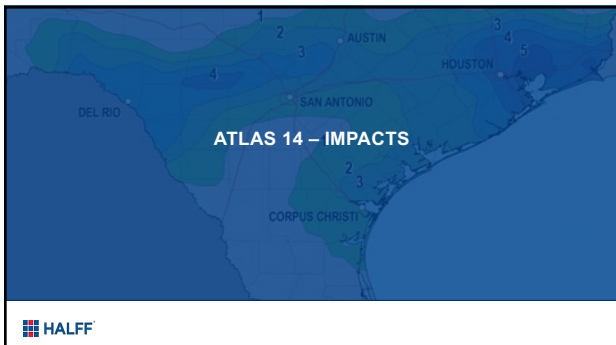 1
2
AUSTIN
3
3
4
HOUSTON
5
4
DEL RIO
SAN ANTONIO
ATLAS 14 – IMPACTS
2
3
CORPUS CHRISTI
HALFF